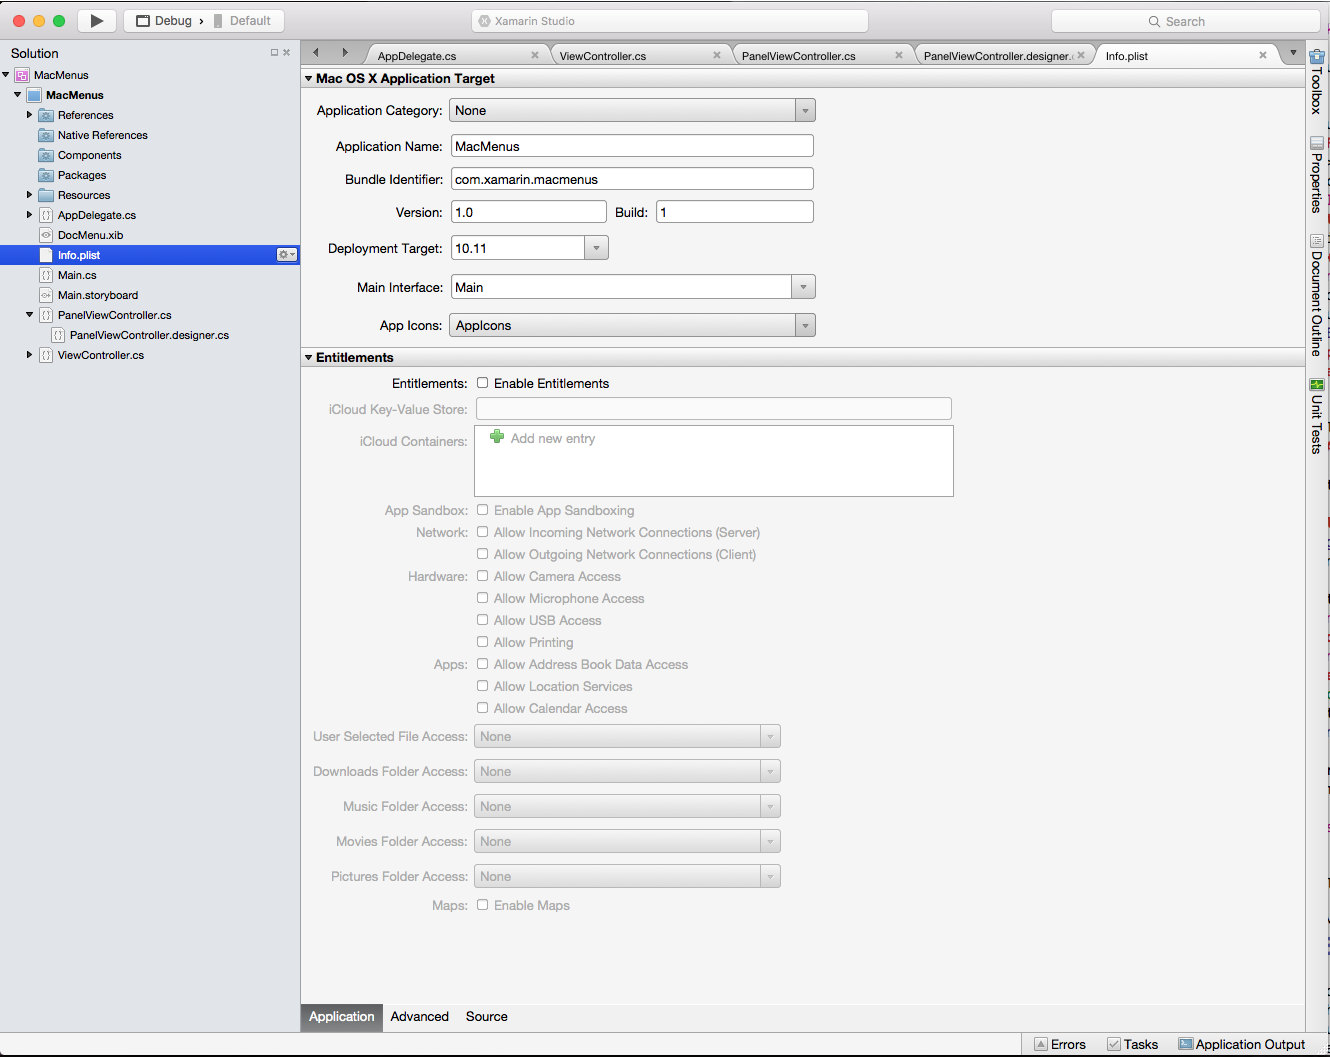 Debug › Default
Xamarin Studio
Search
Solution
MacMenus
MacMenus
References
Native References
Components
Packages
Resources
AppDelegate.cs
DocMenu.xib
Info.plist
Main.cs
Main.storyboard
PanelViewController.cs
PanelViewController.designer.cs
ViewController.cs
AppDelegate.cs
ViewController.cs
PanelViewController.cs
PanelViewController.designer.
Info.plist
Mac OS X Application Target
Application Category: None
Application Name: MacMenus
Bundle Identifier: com.xamarin.macmenus
Version: 1.0 Build: 1
Deployment Target: 10.11
Main Interface: Main
App Icons: AppIcons
Entitlements
Entitlements: Enable Entitlements
iCloud Key-Value Store:
iCloud Containers: Add new entry
App Sandbox: Enable App Sandboxing
Network: Allow Incoming Network Connections (Server)
Allow Outgoing Network Connections (Client)
Hardware: Allow Camera Access
Allow Microphone Access
Allow USB Access
Allow Printing
Apps: Allow Address Book Data Access
Allow Location Services
Allow Calendar Access
User Selected File Access: None
Downloads Folder Access: None
Music Folder Access: None
Movies Folder Access: None
Pictures Folder Access: None
Maps: Enable Maps
Application Advanced Source
Toolbox
Properties
Document Outline
Unit Tests
Errors Tasks Application Output